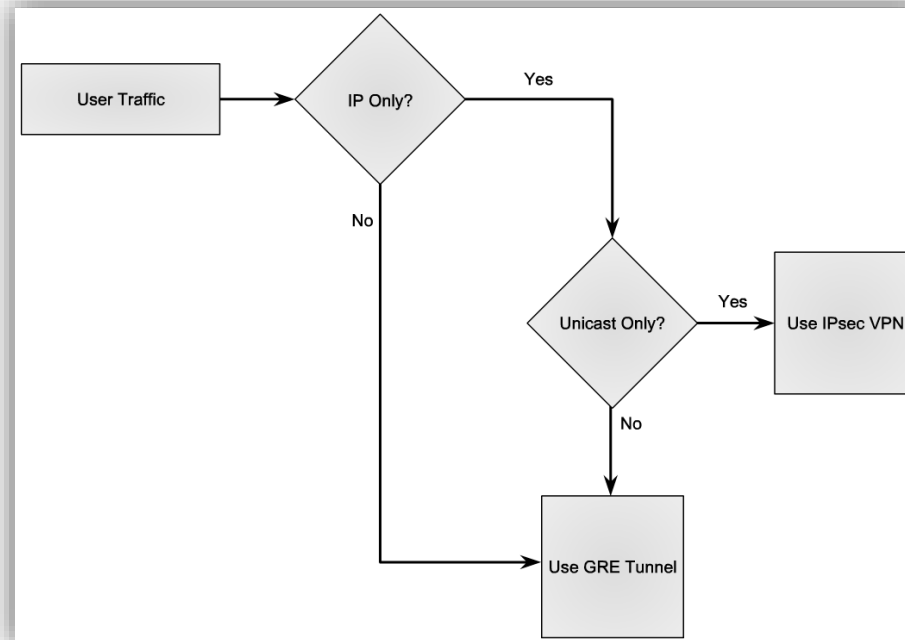 User Traffic
IP Only?
Yes
No
Unicast Only?
Yes
Use IPsec VPN
No
Use GRE Tunnel